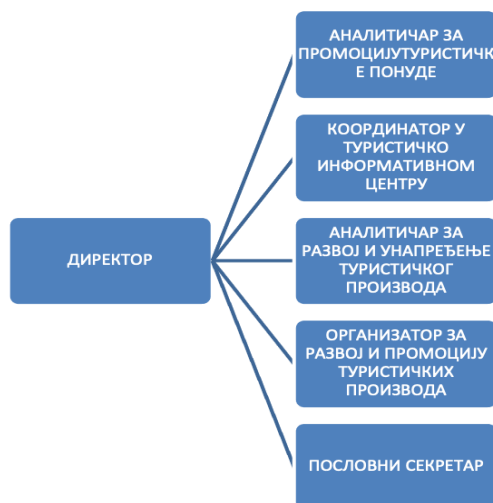 АНАЛИТИЧАР ЗА
ПРОМОЦИЈУТУРИСТИЧК
Е ПОНУДЕ
КООРДИНАТОР У
ТУРИСТИЧКО
ИНФОРМАТИВНОМ
ЦЕНТРУ
ДИРЕКТОР
АНАЛИТИЧАР ЗА
РАЗВОЈ И УНАПРЕЂЕЊЕ
ТУРИСТИЧКОГ
ПРОИЗВОДА
ОРГАНИЗАТОР ЗА
РАЗВОЈ И ПРОМОЦИЈУ
ТУРИСТИЧКИХ
ПРОИЗВОДА
ПОСЛОВНИ СЕКРЕТАР